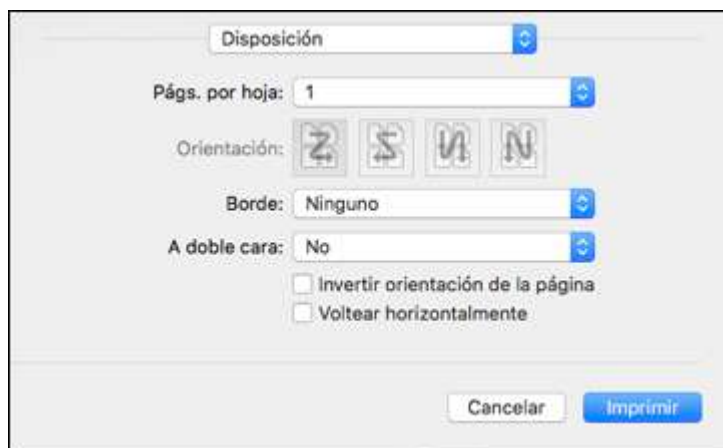 Disposición
Págs. por hoja: 1
Orientación:
Borde: Ninguno
A doble cara: No
Invertir orientación de la página
Voltear horizontalmente
Cancelar Imprimir